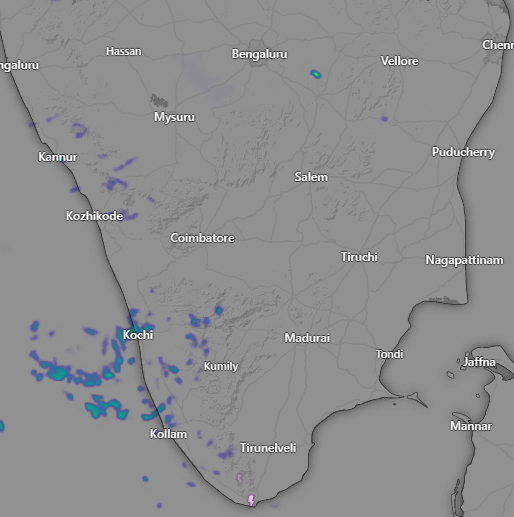 Hassan
Bengaluru
Chenn
ngaluru
Vellore
Mysuru
Kannur
Puducherry
Salem
Kozhikode
Coimbatore
Tiruchi
Nagapattinam
Kochi
Madurai
Tondi
Jaffna
Kumily
Mannar
Kollam
Tirunelveli